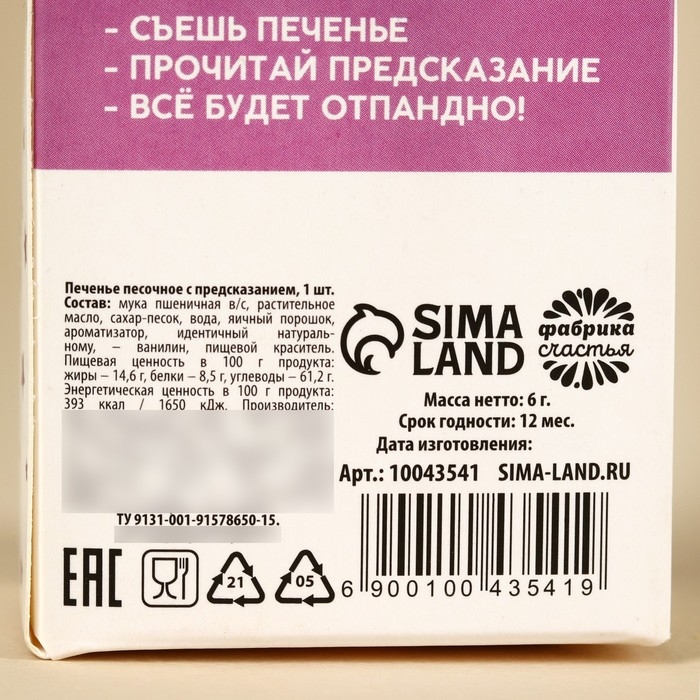 - СЪЕШЬ ПЕЧЕНЬЕ
- ПРОЧИТАЙ ПРЕДСКАЗАНИЕ
- ВСЁ БУДЕТ ОТПАНДНО!
Печенье песочное с предсказанием, 1 шт.
Состав: мука пшеничная в/с, растительное
масло, сахар-песок, вода, яичный порошок,
ароматизатор, идентичный натураль-
ному, – ванилин, пищевой краситель.
Пищевая ценность в 100 г продукта:
жиры – 14,6 г, белки – 8,5 г, углеводы – 61,2 г.
Энергетическая ценность в 100 г продукта:
393 ккал / 1650 кДж. Производитель:
ТУ 9131-001-91578650-15.
SIMA
LAND
фабрика
счастья
Масса нетто: 6 г.
Срок годности: 12 мес.
Дата изготовления:
Арт.: 10043541 SIMA-LAND.RU
EAC
21
05
6 900100 435419